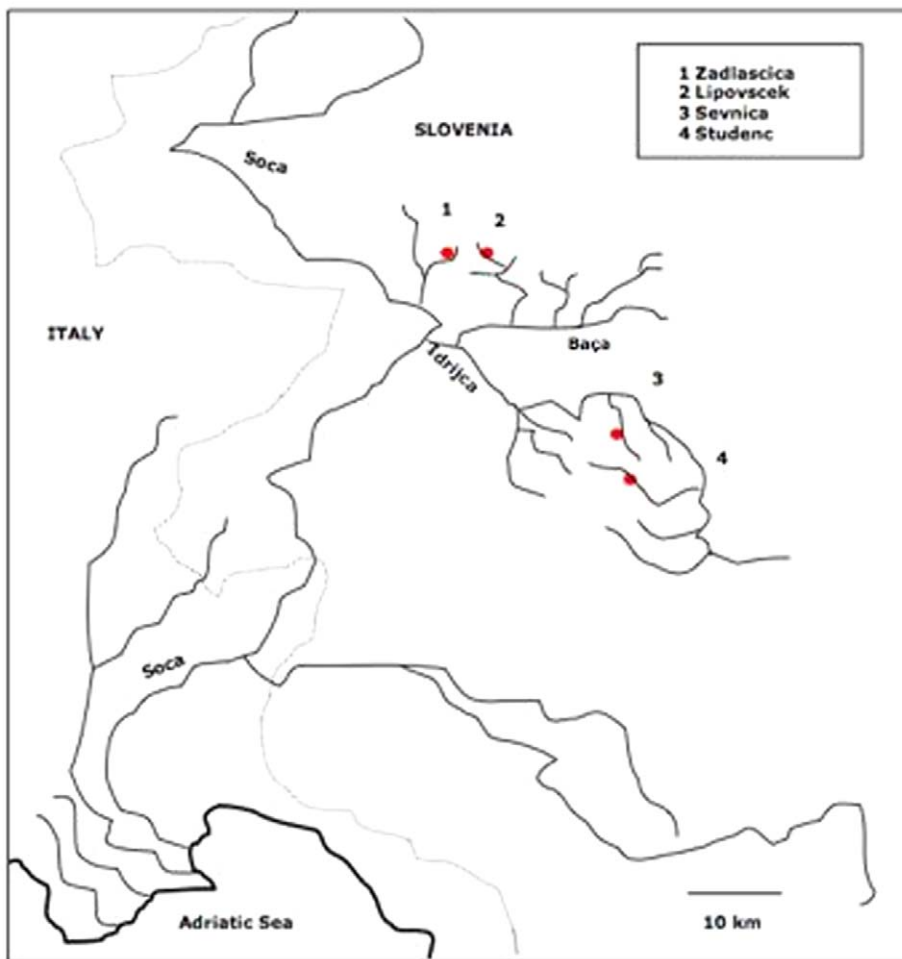 1 Zadlascica
2 Lipovscek
3 Sevnica
4 Studenc
SLOVENIA
Soca
1
2
ITALY
Baça
Idrijca
3
4
Soca
Adriatic Sea
10 km